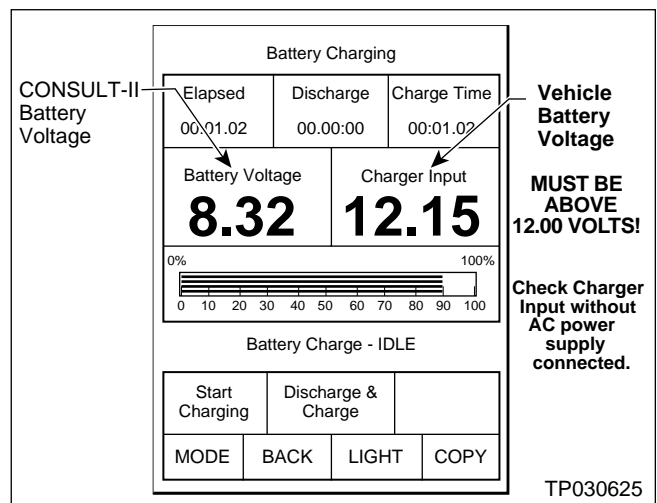 Battery Charging
CONSULT-II
Battery
Voltage
Elapsed
00:01.02
Discharge
00.00:00
Charge Time
00:01.02
Vehicle
Battery
Voltage
Battery Voltage
8.32
Charger Input
12.15
MUST BE
ABOVE
12.00 VOLTS!
0%
100%
0 10 20 30 40 50 60 70 80 90 100
Check Charger
Input without
AC power
supply
connected.
Battery Charge - IDLE
Start
Charging
Discharge &
Charge
MODE
BACK
LIGHT
COPY
TP030625